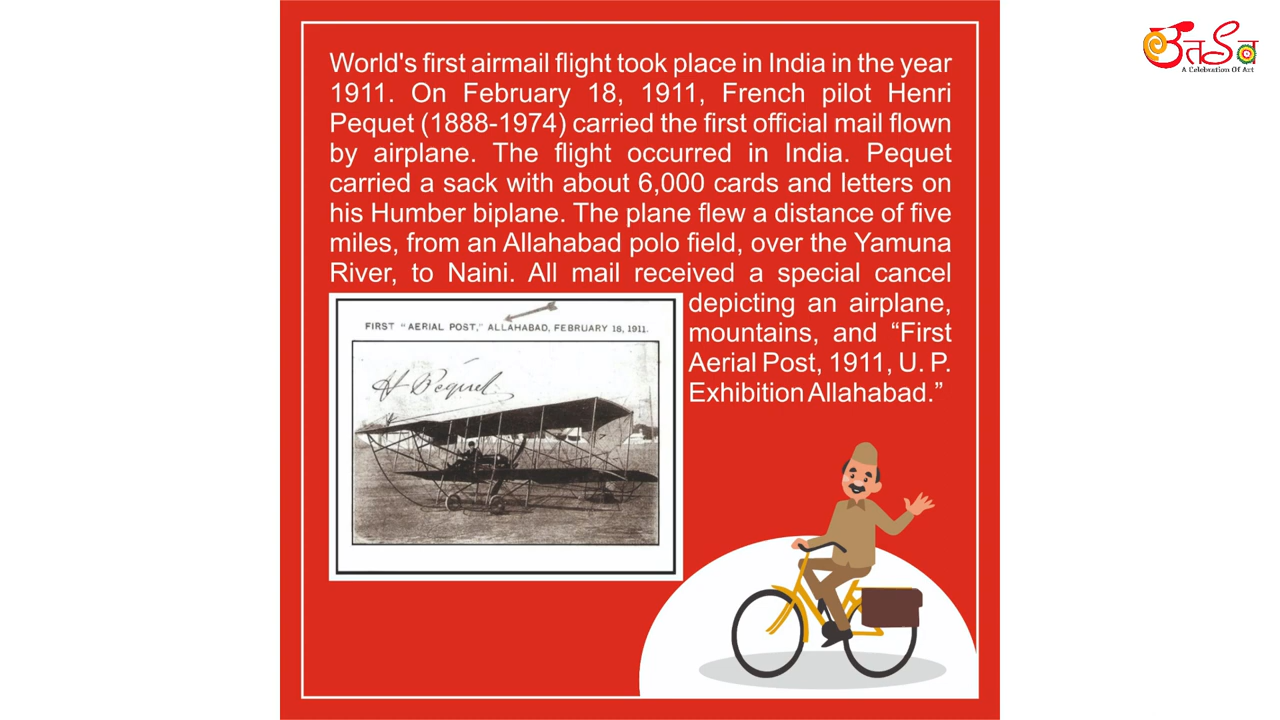 World's first airmail flight took place in India in the year
1911. On February 18, 1911, French pilot Henri
Pequet (1888-1974) carried the first official mail flown
by airplane. The flight occurred in India. Pequet
carried a sack with about 6,000 cards and letters on
his Humber biplane. The plane flew a distance of five
miles, from an Allahabad polo field, over the Yamuna
River, to Naini. All mail received a special cancel
depicting an airplane,
mountains, and “First
Aerial Post, 1911, U. P.
Exhibition Allahabad.”
FIRST “AERIAL POST,” ALLAHABAD, FEBRUARY 18, 1911.
H Pequet
उतसव
A Celebration Of Art